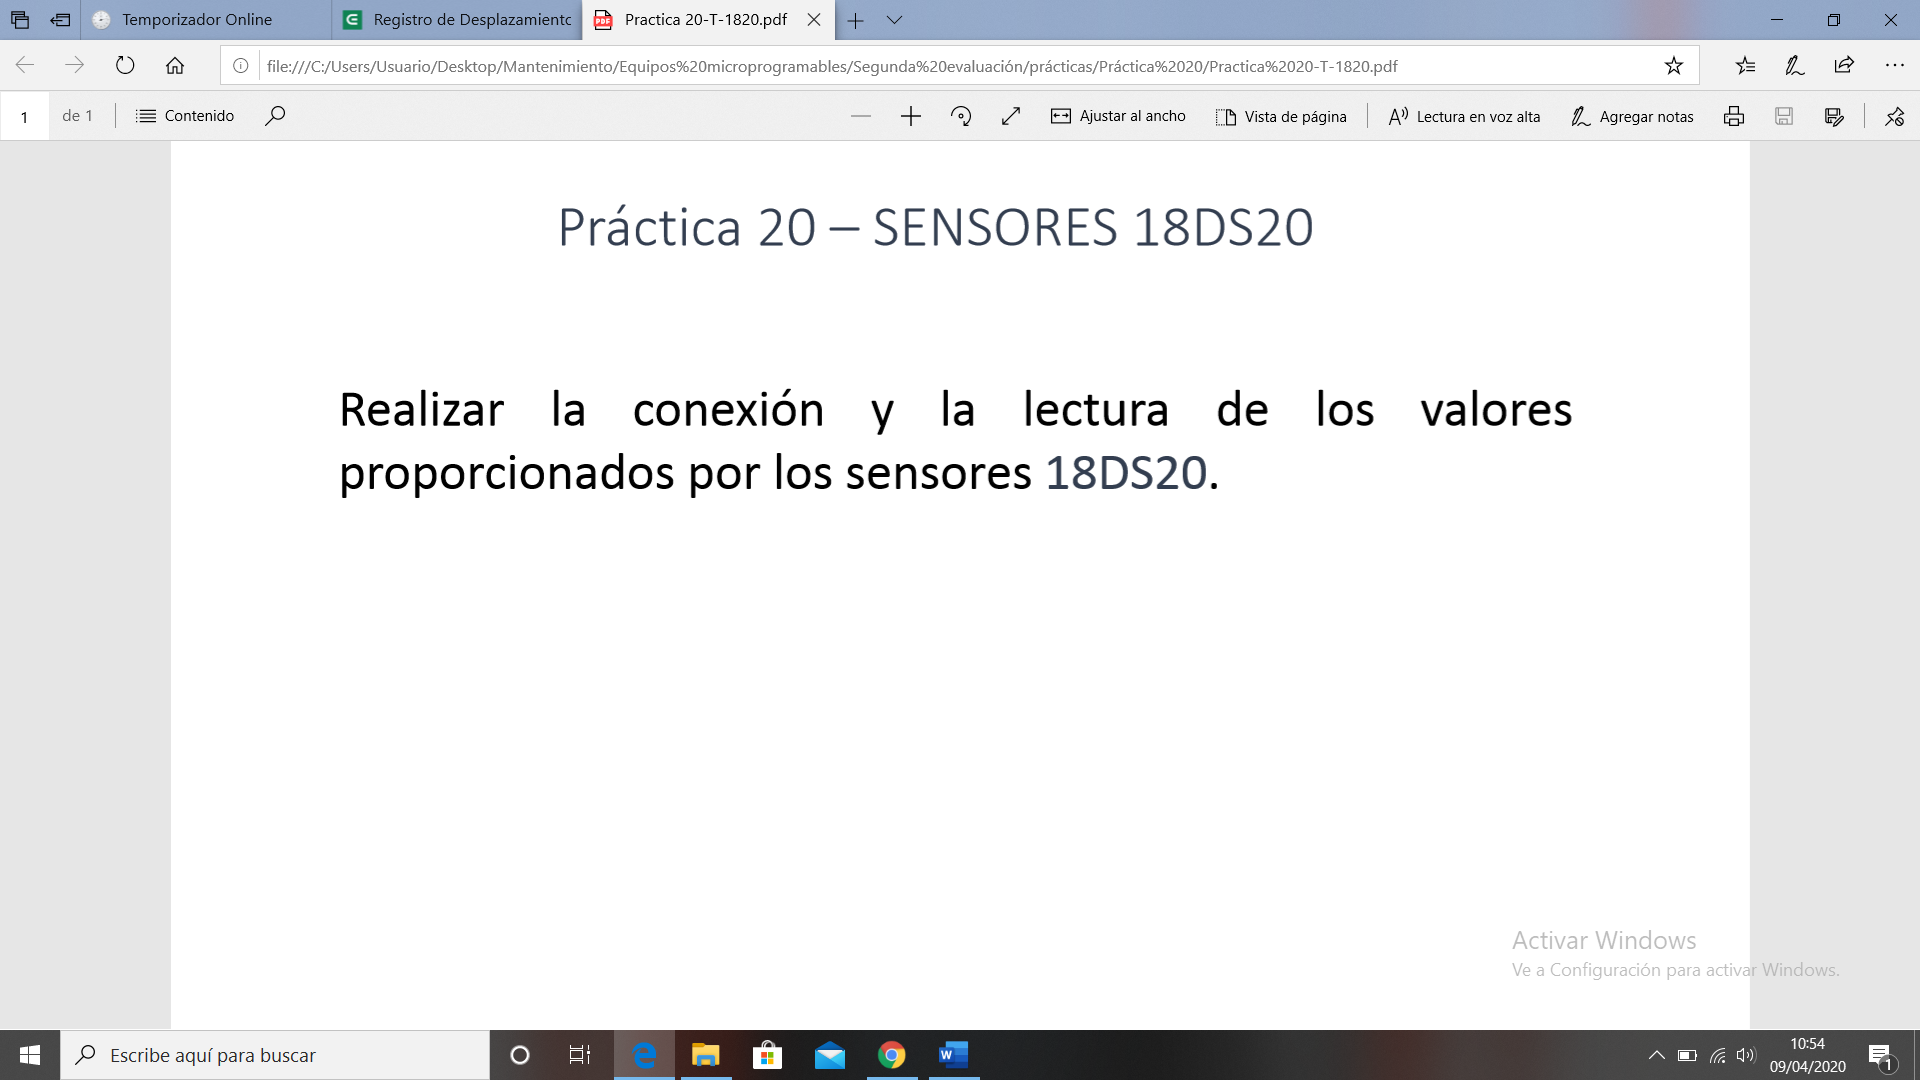 Temporizador Online
Registro de Desplazamiento
Practica 20-T-1820.pdf
file:///C:/Users/Usuario/Desktop/Mantenimiento/Equipos%20microprogramables/Segunda%20evaluación/prácticas/Práctica%2020/Practica%2020-T-1820.pdf
1 de 1 Contenido Ajustar al ancho Vista de página Lectura en voz alta Agregar notas
Práctica 20 – SENSORES 18DS20
Realizar la conexión y la lectura de los valores
proporcionados por los sensores 18DS20.
Activar Windows
Ve a Configuración para activar Windows.
Escribe aquí para buscar
10:54
09/04/2020
1